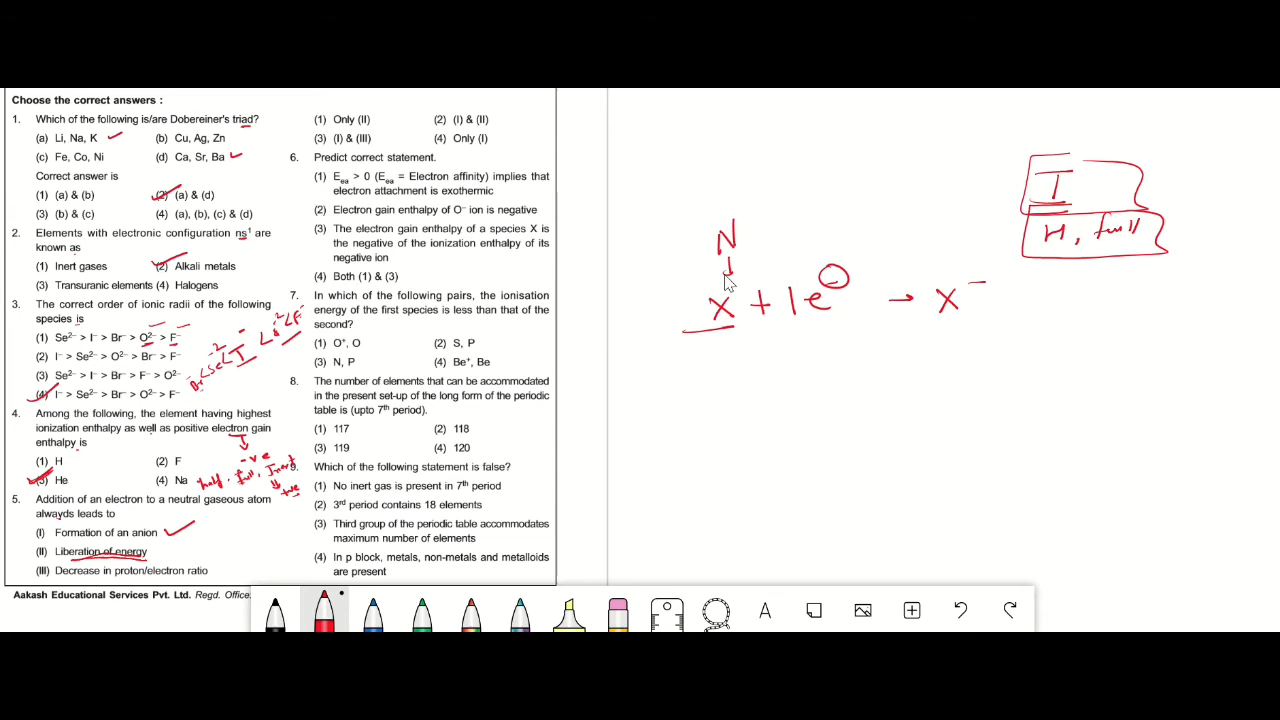 Choose the correct answers :
1. Which of the following is/are Dobereiner's triad?
(a) Li, Na, K (b) Cu, Ag, Zn
(c) Fe, Co, Ni (d) Ca, Sr, Ba
Correct answer is
(1) (a) & (b) (2) (a) & (d)
(3) (b) & (c) (4) (a), (b), (c) & (d)
2. Elements with electronic configuration ns¹ are
known as
(1) Inert gases (2) Alkali metals
(3) Transuranic elements (4) Halogens
3. The correct order of ionic radii of the following
species is
(1) Se²⁻ > I⁻ > Br⁻ > O²⁻ > F⁻
(2) I⁻ > Se²⁻ > O²⁻ > Br⁻ > F⁻
(3) Se²⁻ > I⁻ > Br⁻ > F⁻ > O²⁻
(4) I⁻ > Se²⁻ > Br⁻ > O²⁻ > F⁻
4. Among the following, the element having highest
ionization enthalpy as well as positive electron gain
enthalpy is
-ve
(1) H (2) F
(3) He (4) Na
half, full, Inert
+ve
5. Addition of an electron to a neutral gaseous atom
alwayds leads to
(I) Formation of an anion
(II) Liberation of energy
(III) Decrease in proton/electron ratio
(1) Only (II) (2) (I) & (II)
(3) (I) & (III) (4) Only (I)
6. Predict correct statement.
(1) Eₑₐ > 0 (Eₑₐ = Electron affinity) implies that
electron attachment is exothermic
(2) Electron gain enthalpy of O⁻ ion is negative
(3) The electron gain enthalpy of a species X is
the negative of the ionization enthalpy of its
negative ion
(4) Both (1) & (3)
7. In which of the following pairs, the ionisation
energy of the first species is less than that of the
second?
(1) O⁺, O (2) S, P
(3) N, P (4) Be⁺, Be
8. The number of elements that can be accommodated
in the present set-up of the long form of the periodic
table is (upto 7ᵗʰ period).
(1) 117 (2) 118
(3) 119 (4) 120
9. Which of the following statement is false?
(1) No inert gas is present in 7ᵗʰ period
(2) 3ʳᵈ period contains 18 elements
(3) Third group of the periodic table accommodates
maximum number of elements
(4) In p block, metals, non-metals and metalloids
are present
Aakash Educational Services Pvt. Ltd. Regd. Office:
N
X + 1e⁻ → X⁻
I
H, full
A